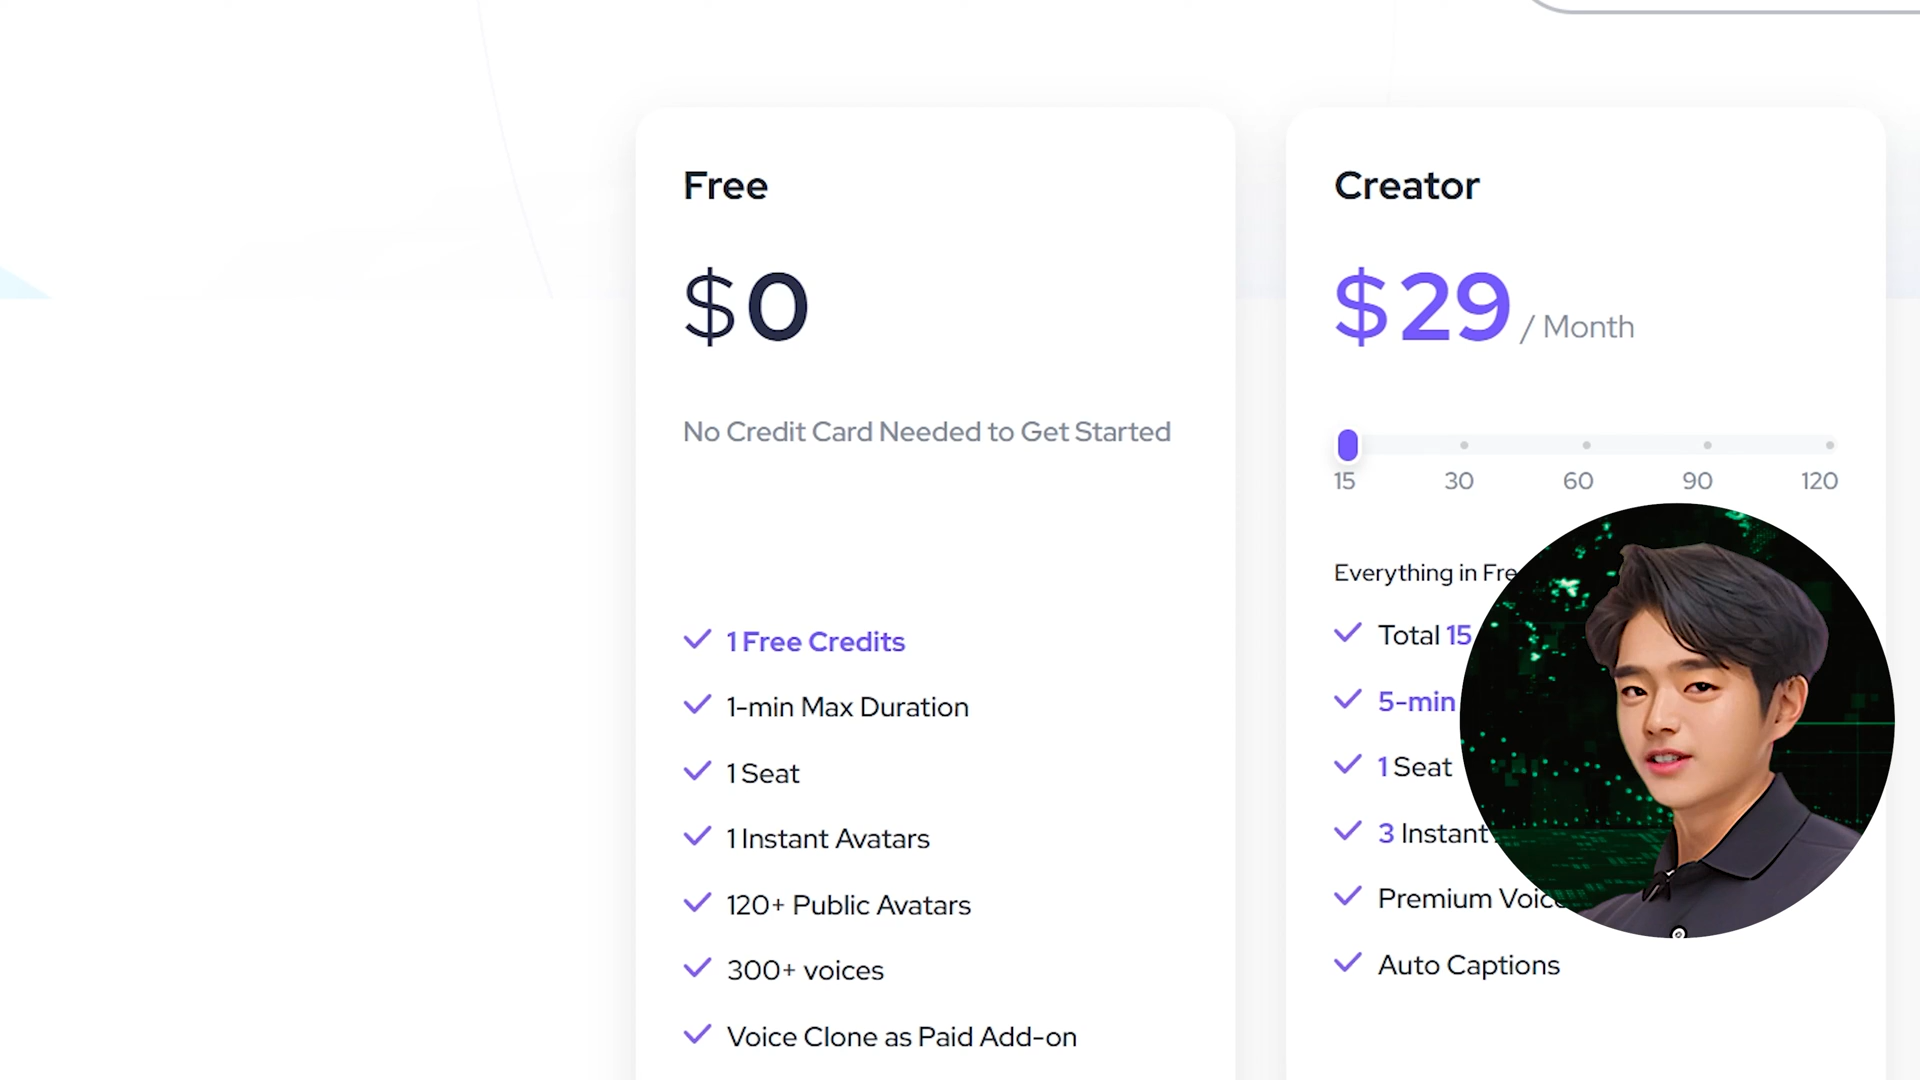 Free
$0
No Credit Card Needed to Get Started
1 Free Credits
1-min Max Duration
1 Seat
1 Instant Avatars
120+ Public Avatars
300+ voices
Voice Clone as Paid Add-on
Creator
$29 / Month
15 30 60 90 120
Everything in
Total 15
5-min
1 Seat
3 Instant
Premium
Auto Captions